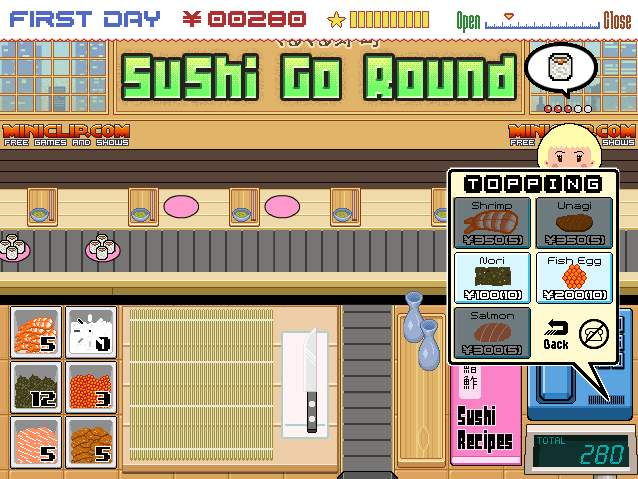 FIRST DAY ¥00280 Open Close
SuShi Go Round
MINICLIP.COM
FREE GAMES AND SHOWS
MINICLIP.COM
FREE GAMES AND SHOWS
TOPPING
Shrimp Unagi
¥350(5) ¥350(5)
Nori Fish Egg
¥100(10) ¥200(10)
Salmon
¥300(5)
Back
5
12 3
5 5
鮨
鮓
Sushi
Recipes
TOTAL
280